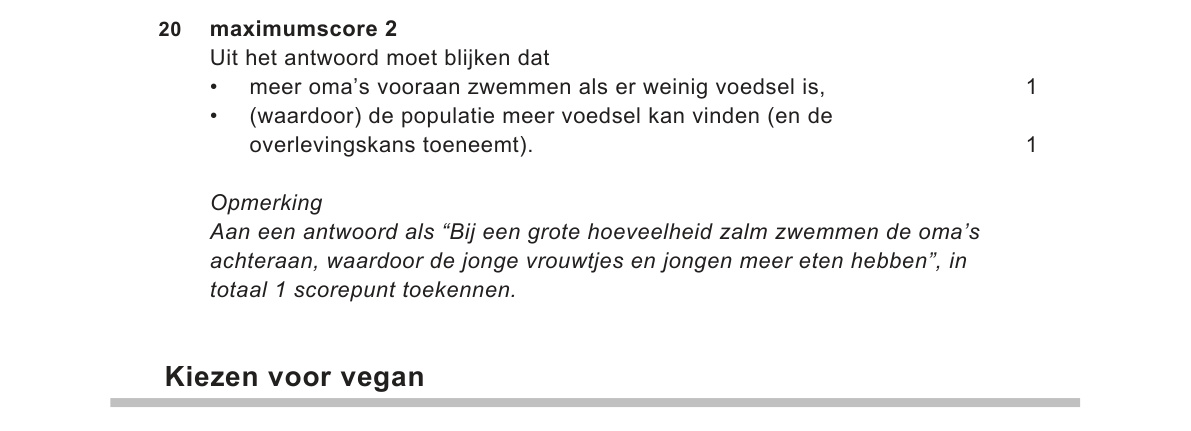 20 maximumscore 2
Uit het antwoord moet blijken dat
• meer oma’s vooraan zwemmen als er weinig voedsel is, 1
• (waardoor) de populatie meer voedsel kan vinden (en de
overlevingskans toeneemt). 1
Opmerking
Aan een antwoord als “Bij een grote hoeveelheid zalm zwemmen de oma’s
achteraan, waardoor de jonge vrouwtjes en jongen meer eten hebben”, in
totaal 1 scorepunt toekennen.
Kiezen voor vegan